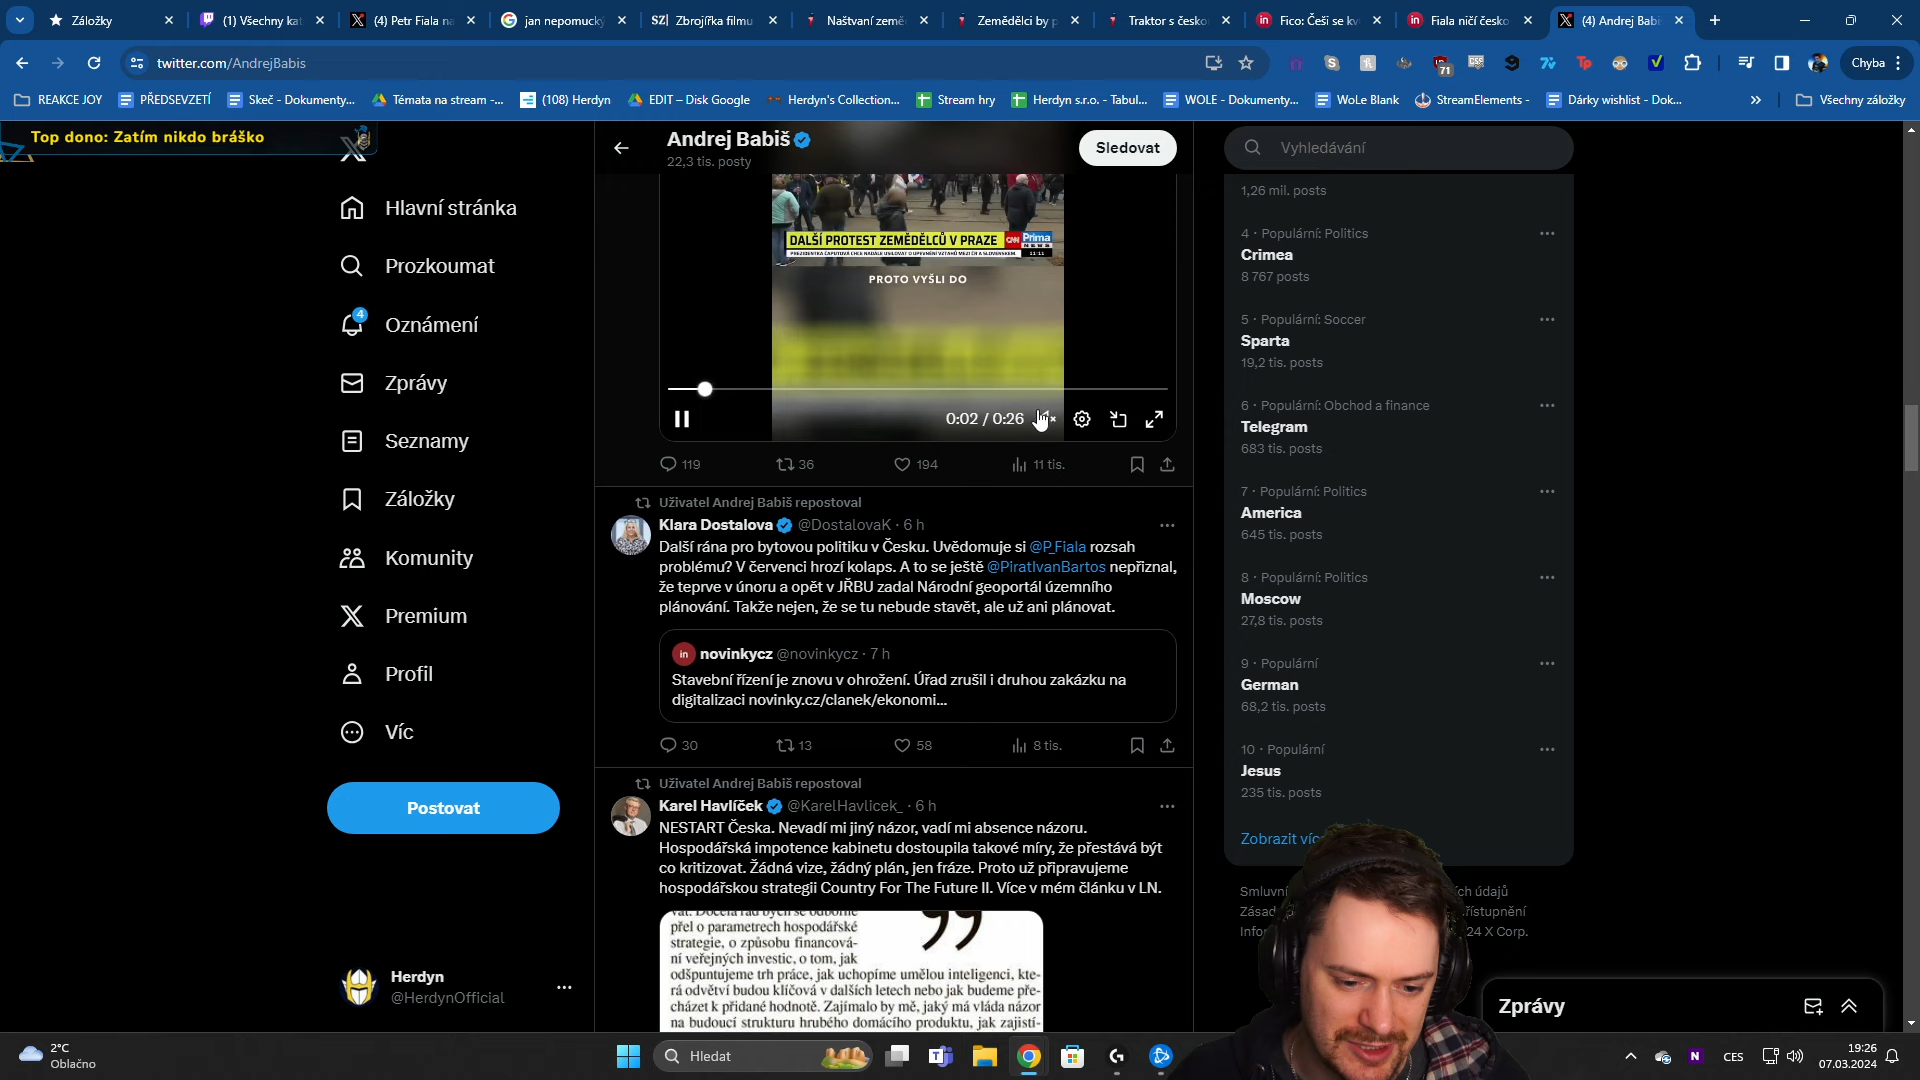 Záložky
(1) Všechny kat
(4) Petr Fiala na
jan nepomucký
Zbrojířka filmu
Naštvaní země
Zemědělci by p
Traktor s česko
Fico: Češi se kv
Fiala ničí česko
(4) Andrej Babi
twitter.com/AndrejBabis
71
Chyba
REAKCE JOY
PŘEDSEVZETÍ
Skeč - Dokumenty...
Témata na stream -...
(108) Herdyn
EDIT – Disk Google
Herdyn's Collection...
Stream hry
Herdyn s.r.o. - Tabul...
WOLE - Dokumenty...
WoLe Blank
StreamElements -
Dárky wishlist - Dok...
Všechny záložky
Top dono: Zatím nikdo bráško
Hlavní stránka
Prozkoumat
4
Oznámení
Zprávy
Seznamy
Záložky
Komunity
Premium
Profil
Víc
Postovat
Herdyn
@HerdynOfficial
Andrej Babiš
22,3 tis. posty
Sledovat
DALŠÍ PROTEST ZEMĚDĚLCŮ V PRAZE
CNN Prima NEWS
PREZIDENTKA ČAPUTOVÁ CHCE NADÁLE USILOVAT O UPEVNĚNÍ VZTAHŮ MEZI ČR A SLOVENSKEM.
11:11
PROTO VYŠLI DO
0:02 / 0:26
119
36
194
11 tis.
Uživatel Andrej Babiš repostoval
Klara Dostalova @DostalovaK · 6 h
Další rána pro bytovou politiku v Česku. Uvědomuje si @P_Fiala rozsah
problému? V červenci hrozí kolaps. A to se ještě @PiratIvanBartos nepřiznal,
že teprve v únoru a opět v JŘBU zadal Národní geoportál územního
plánování. Takže nejen, že se tu nebude stavět, ale už ani plánovat.
novinkycz @novinkycz · 7 h
Stavební řízení je znovu v ohrožení. Úřad zrušil i druhou zakázku na
digitalizaci novinky.cz/clanek/ekonomi...
30
13
58
8 tis.
Uživatel Andrej Babiš repostoval
Karel Havlíček @KarelHavlicek_ · 6 h
NESTART Česka. Nevadí mi jiný názor, vadí mi absence názoru.
Hospodářská impotence kabinetu dostoupila takové míry, že přestává být
co kritizovat. Žádná vize, žádný plán, jen fráze. Proto už připravujeme
hospodářskou strategii Country For The Future II. Více v mém článku v LN.
přel o parametrech hospodářské
strategie, o způsobu financová-
ní veřejných investic, o tom, jak
odšpuntujeme trh práce, jak uchopíme umělou inteligenci, kte-
rá odvětví budou klíčová v dalších letech nebo jak budeme pře-
cházet k přidané hodnotě. Zajímalo by mě, jaký má vláda názor
na budoucí strukturu hrubého domácího produktu, jak zajistí-
Vyhledávání
1,26 mil. posts
4 · Populární: Politics
Crimea
8 767 posts
5 · Populární: Soccer
Sparta
19,2 tis. posts
6 · Populární: Obchod a finance
Telegram
683 tis. posts
7 · Populární: Politics
America
645 tis. posts
8 · Populární: Politics
Moscow
27,8 tis. posts
9 · Populární
German
68,2 tis. posts
10 · Populární
Jesus
235 tis. posts
Zobrazit víc
Smluvní
ch údajů
Zásad
řístupnění
Infor
24 X Corp.
Zprávy
2°C
Oblačno
Hledat
CES
19:26
07.03.2024